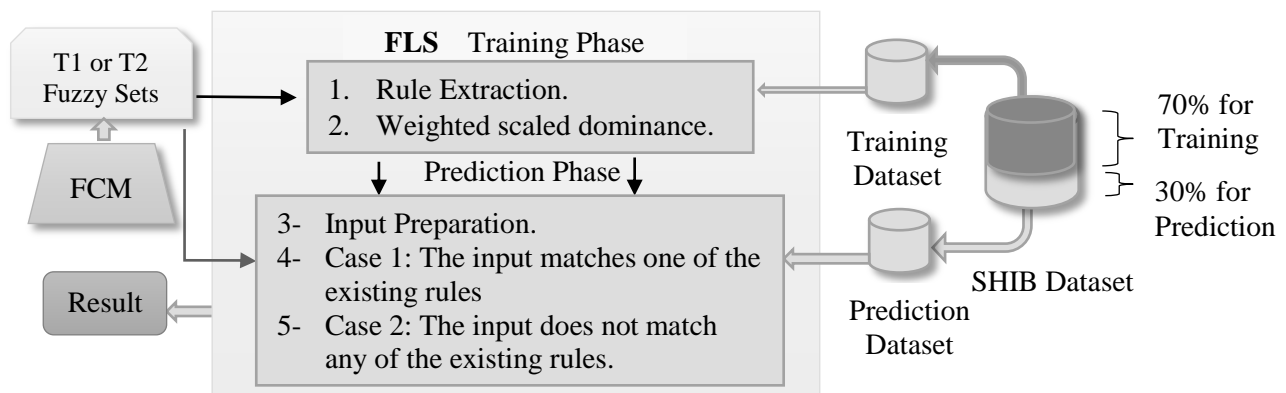 T1 or T2
Fuzzy Sets
FCM
Result
FLS Training Phase
1. Rule Extraction.
2. Weighted scaled dominance.
Prediction Phase
3- Input Preparation.
4- Case 1: The input matches one of the
existing rules
5- Case 2: The input does not match
any of the existing rules.
Training
Dataset
Prediction
Dataset
70% for
Training
30% for
Prediction
SHIB Dataset